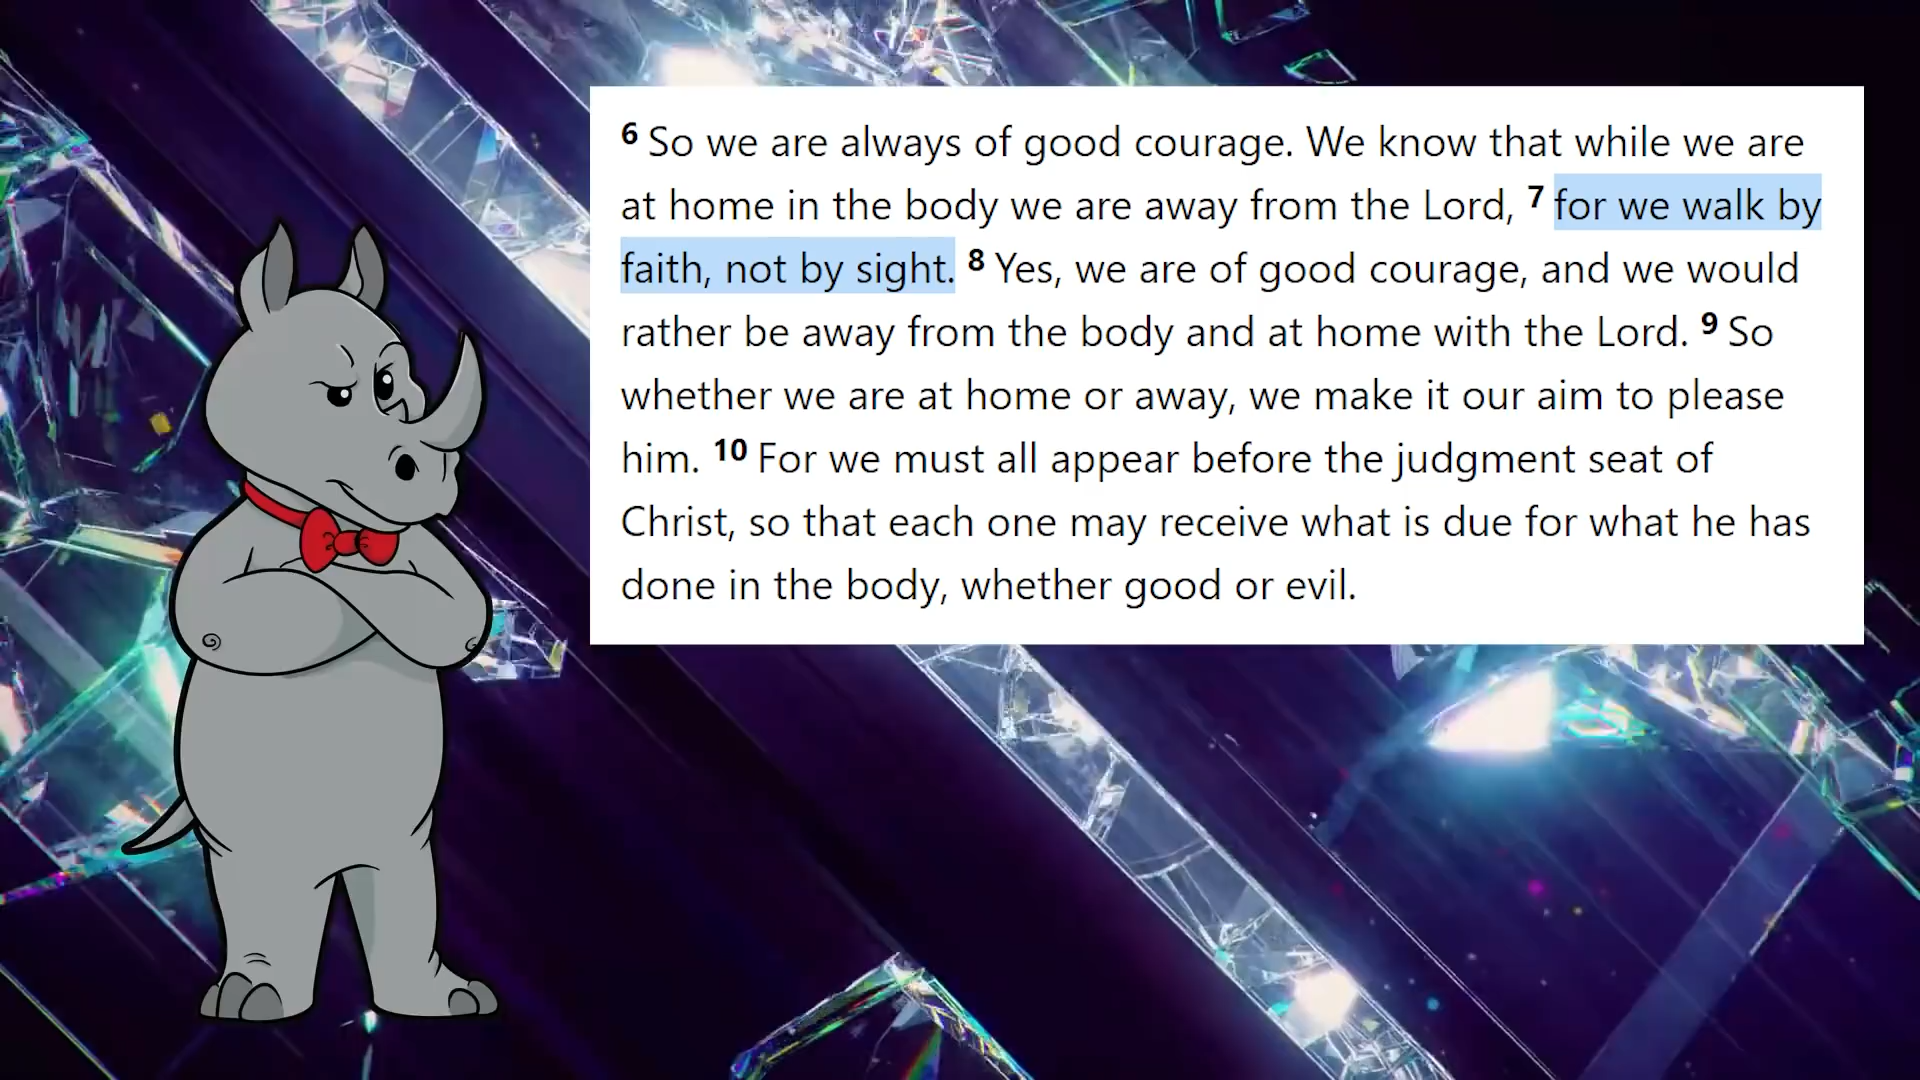 6 So we are always of good courage. We know that while we are
at home in the body we are away from the Lord, 7 for we walk by
faith, not by sight. 8 Yes, we are of good courage, and we would
rather be away from the body and at home with the Lord. 9 So
whether we are at home or away, we make it our aim to please
him. 10 For we must all appear before the judgment seat of
Christ, so that each one may receive what is due for what he has
done in the body, whether good or evil.